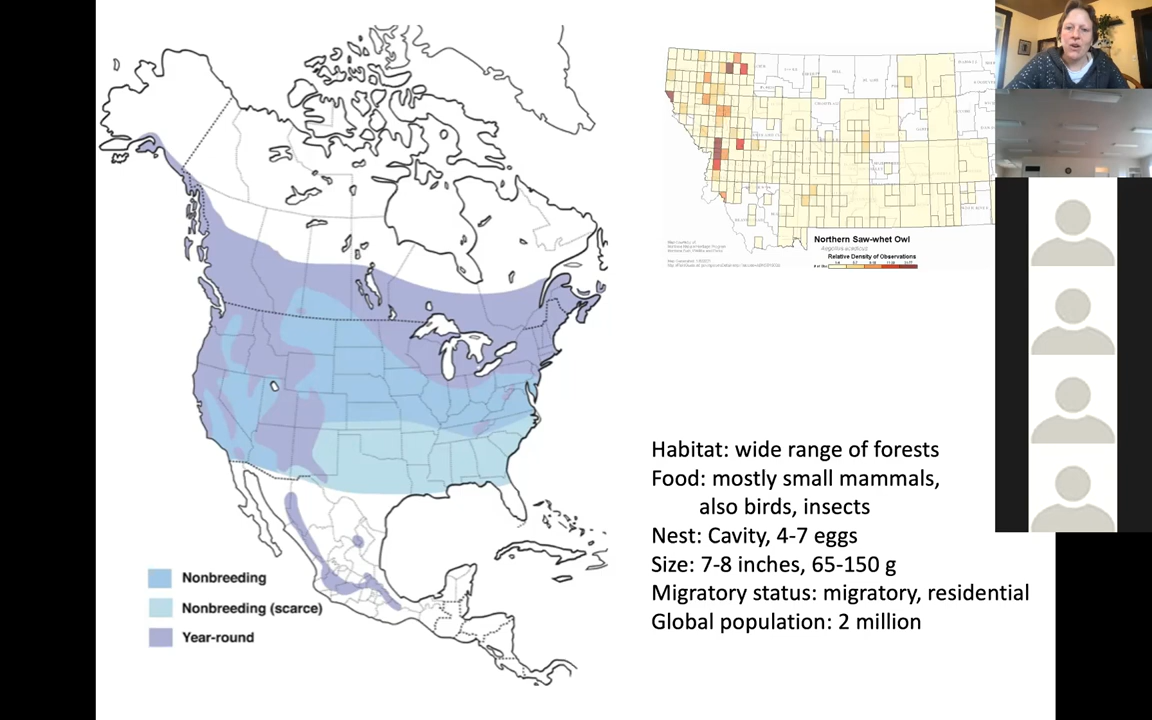 Northern Saw-whet Owl
Aegolius acadicus
Relative Density of Observations
Habitat: wide range of forests
Food: mostly small mammals,
also birds, insects
Nest: Cavity, 4-7 eggs
Size: 7-8 inches, 65-150 g
Migratory status: migratory, residential
Global population: 2 million
Nonbreeding
Nonbreeding (scarce)
Year-round